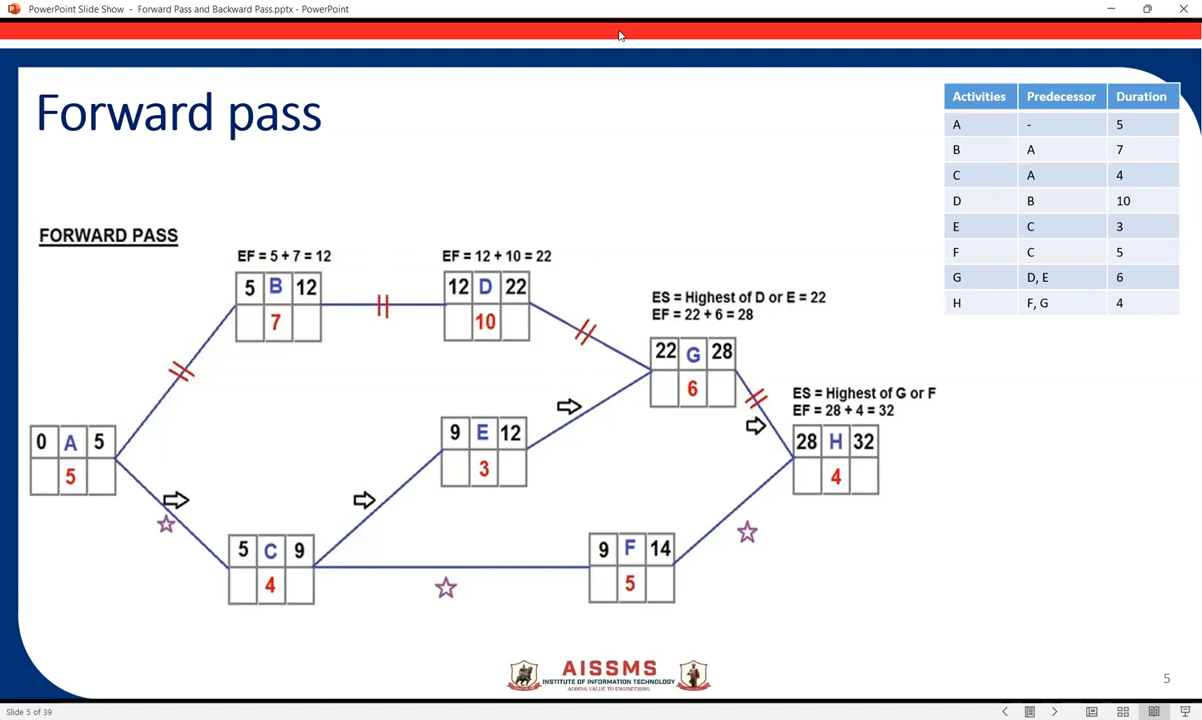 PowerPoint Slide Show - Forward Pass and Backward Pass.pptx - PowerPoint
Forward pass
Activities Predecessor Duration
A - 5
B A 7
C A 4
D B 10
E C 3
F C 5
G D, E 6
H F, G 4
FORWARD PASS
EF = 5 + 7 = 12
5 B 12
7
EF = 12 + 10 = 22
12 D 22
10
ES = Highest of D or E = 22
EF = 22 + 6 = 28
22 G 28
6
ES = Highest of G or F
EF = 28 + 4 = 32
28 H 32
4
0 A 5
5
9 E 12
3
5 C 9
4
9 F 14
5
AISSMS
INSTITUTE OF INFORMATION TECHNOLOGY
ADDING VALUE TO ENGINEERING
5
Slide 5 of 39